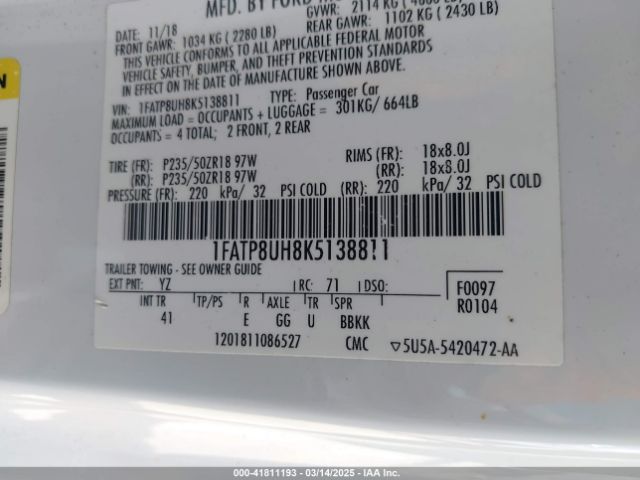 MFD. BY FORD
11/18
GVWR: 2114 KG
FRONT GAWR: 1034 KG ( 2280 LB)
REAR GAWR: 1102 KG ( 2430 LB)
THIS VEHICLE CONFORMS TO ALL APPLICABLE FEDERAL MOTOR
VEHICLE SAFETY, BUMPER, AND THEFT PREVENTION STANDARDS
IN EFFECT ON THE DATE OF MANUFACTURE SHOWN ABOVE.
VIN: 1FATP8UH8K5138811 TYPE: Passenger Car
MAXIMUM LOAD = OCCUPANTS + LUGGAGE = 301KG/ 664LB
OCCUPANTS = 4 TOTAL; 2 FRONT, 2 REAR
TIRE (FR): P235/50ZR18 97W RIMS (FR): 18x8.0J
(RR): P235/50ZR18 97W (RR): 18x8.0J
PRESSURE (FR): 220 kPa/ 32 PSI COLD (RR): 220 kPa/ 32 PSI COLD
1FATP8UH8K5138811
TRAILER TOWING - SEE OWNER GUIDE
EXT PNT: YZ RC: 71 DSO:
F0097
R0104
INT TR TP/PS R AXLE TR SPR
41 E GG U BBKK
1201811086527 CMC ▽5U5A-5420472-AA
000-41811193 - 03/14/2025 - IAA Inc.